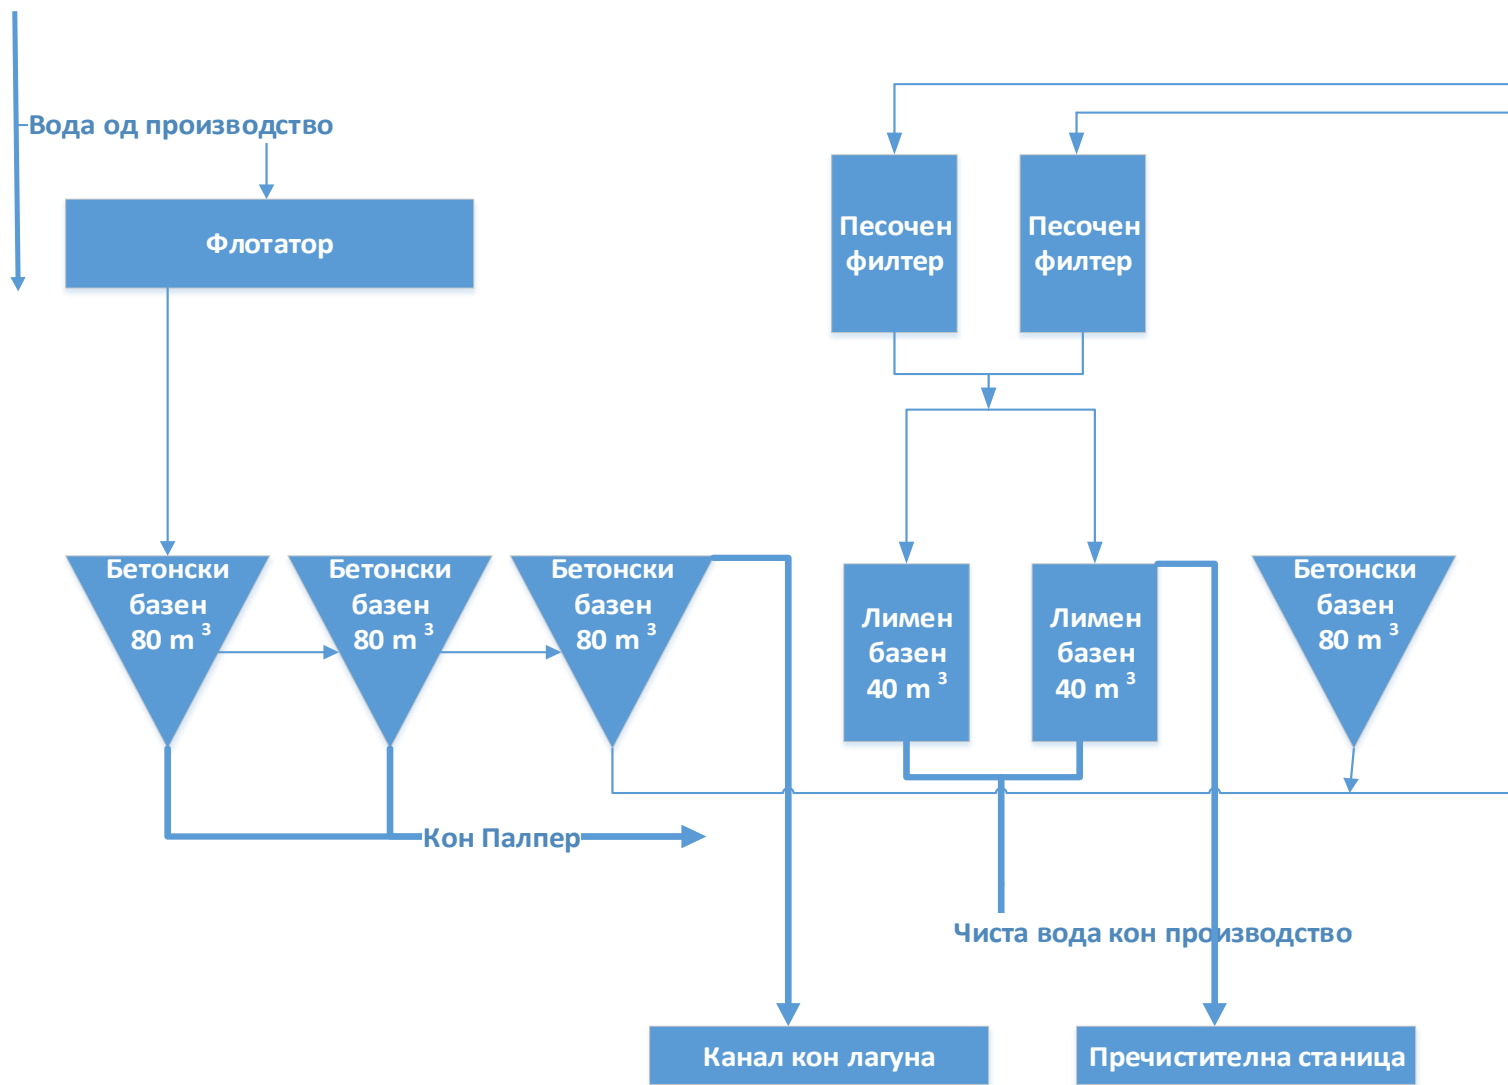 Вода од производство
Флотатор
Песочен
филтер
Песочен
филтер
Бетонски
базен
80 m ³
Бетонски
базен
80 m ³
Бетонски
базен
80 m ³
Лимен
базен
40 m ³
Лимен
базен
40 m ³
Бетонски
базен
80 m ³
Кон Палпер
Чиста вода кон производство
Канал кон лагуна
Пречистителна станица